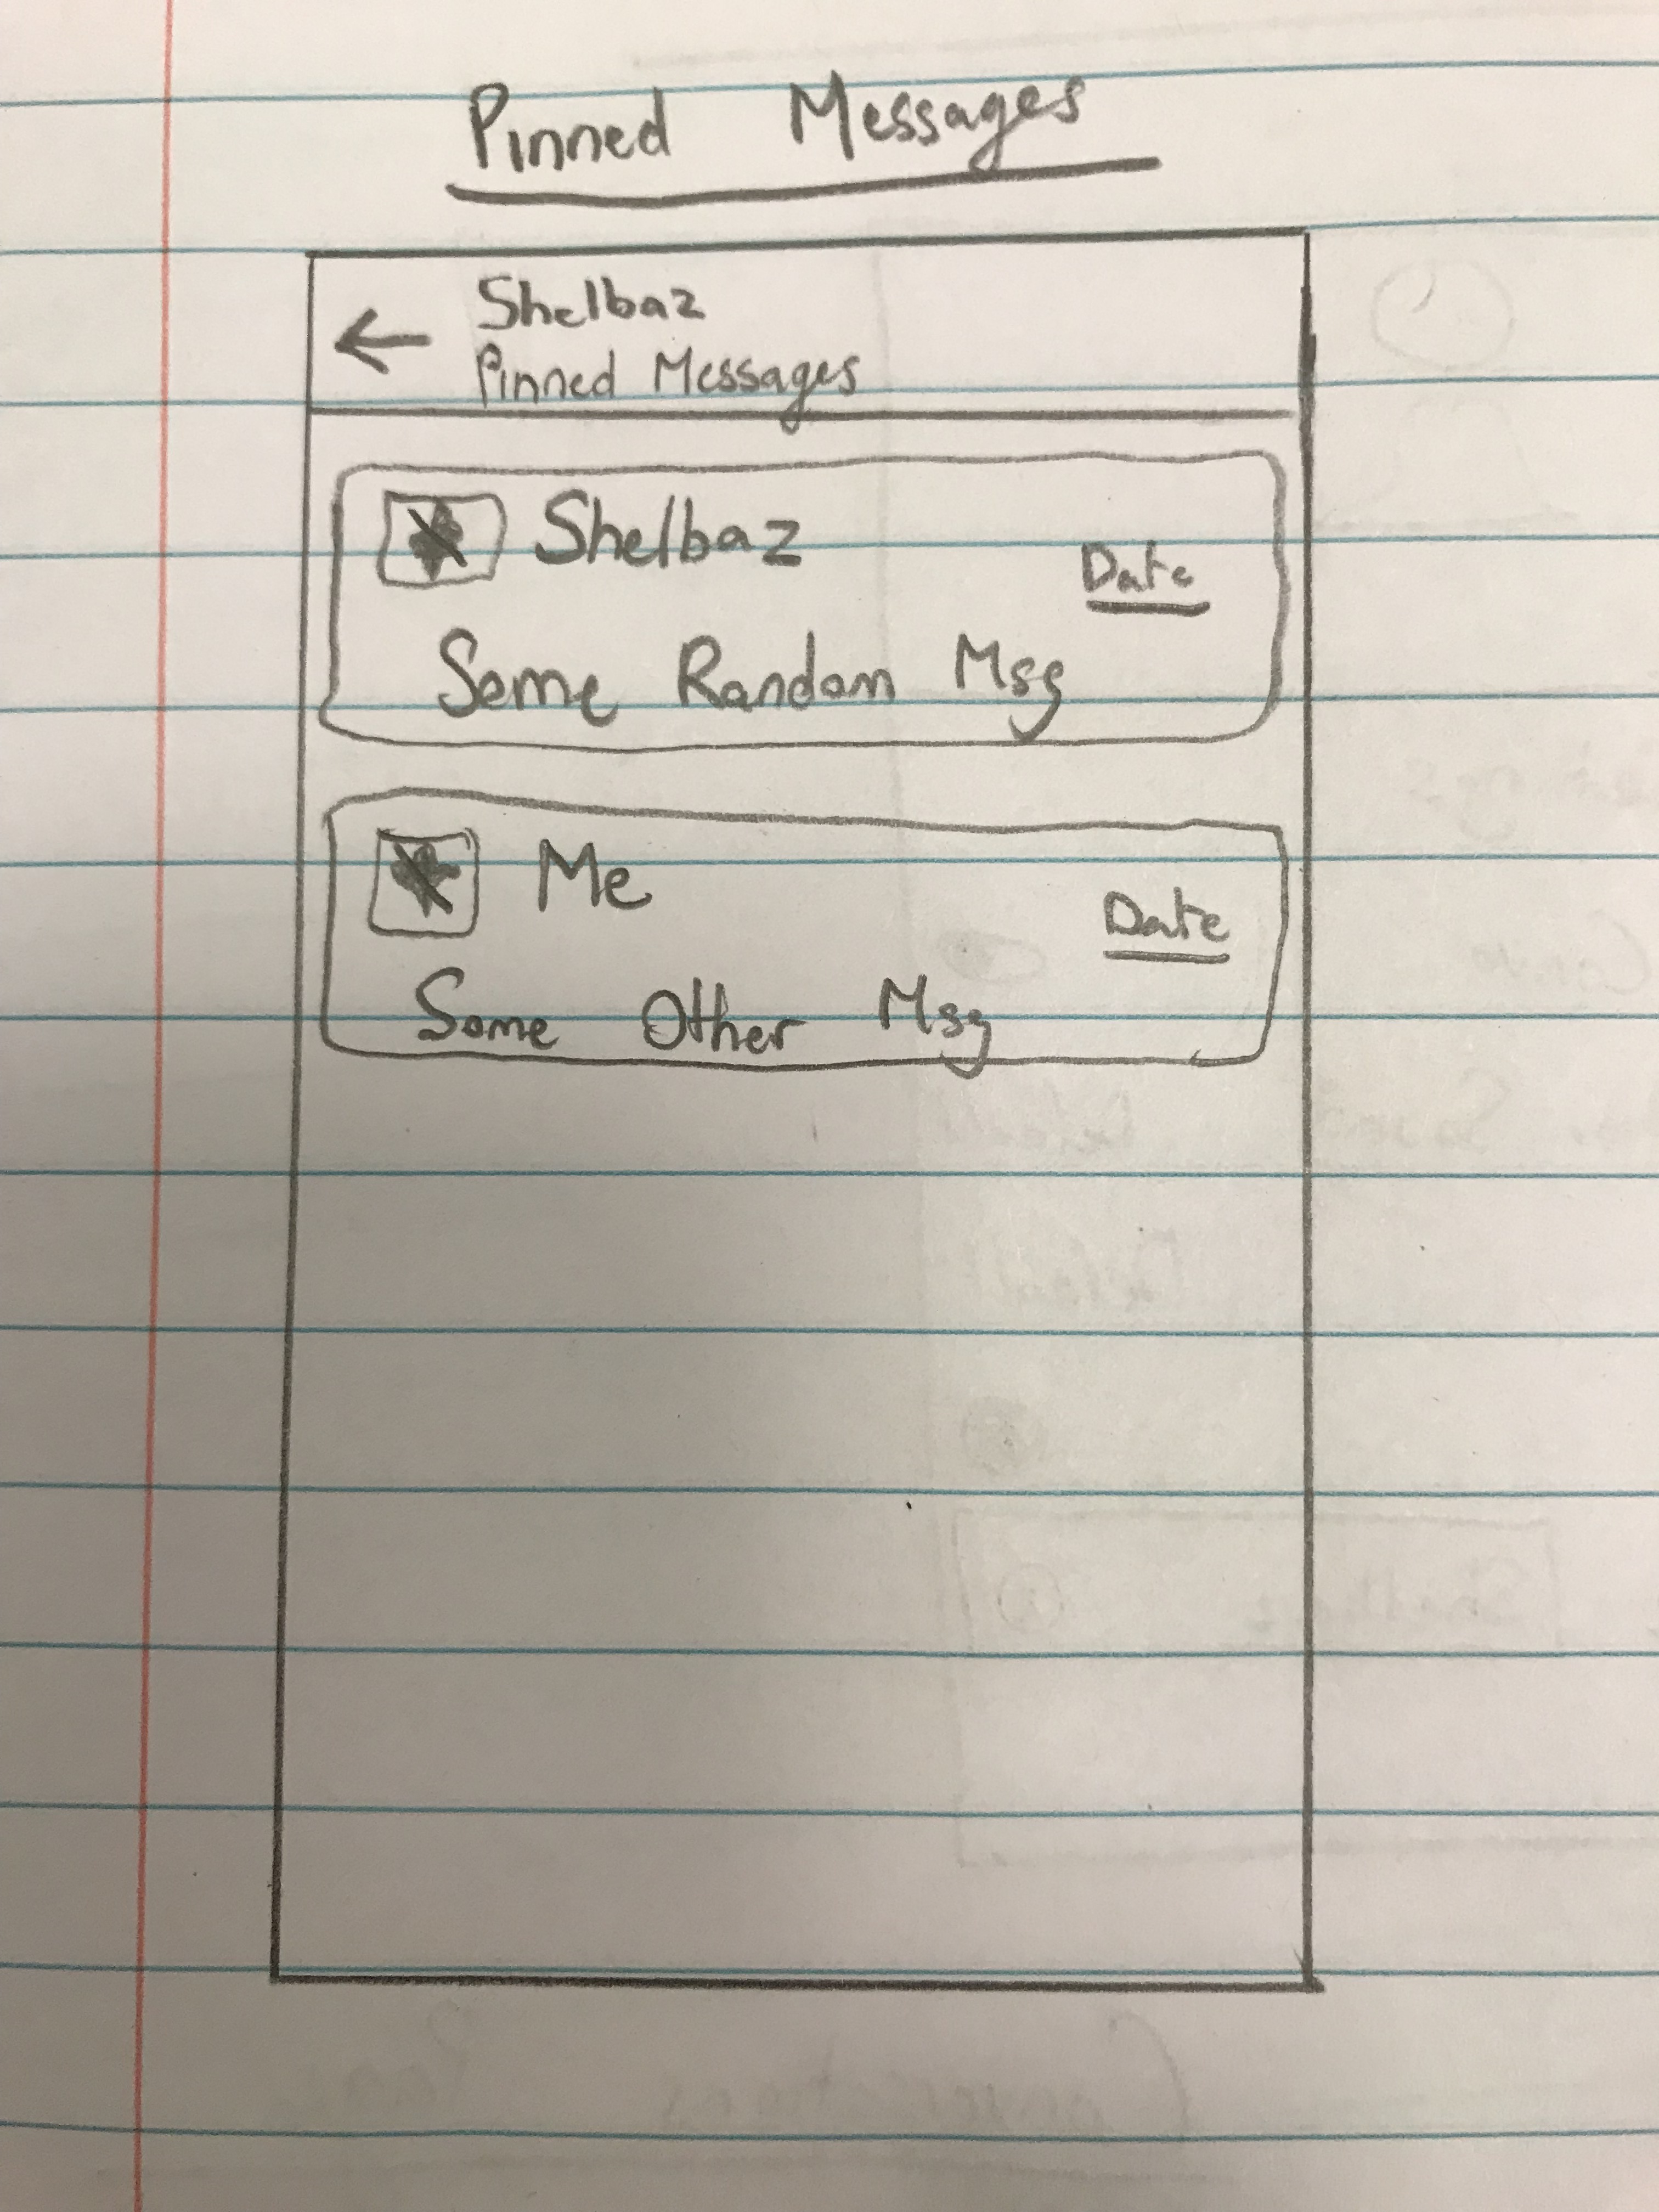 Pinned Messages
Shelbaz
Pinned Messages
Shelbaz
Date
Some Random Msg
Me
Date
Some Other Msg